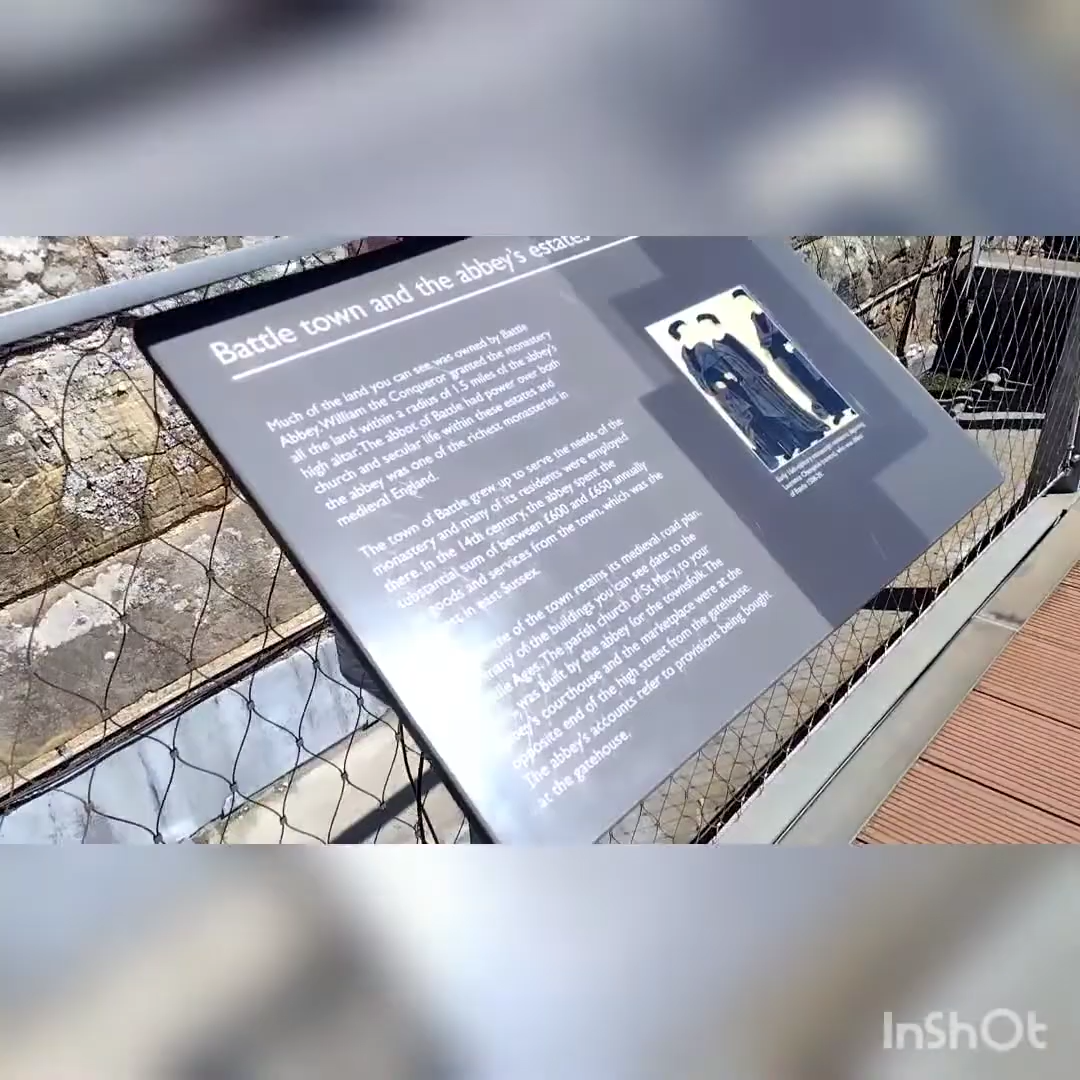 Battle town and the abbey's estates
Much of the land you can see was owned by Battle
Abbey. William the Conqueror granted the monastery
all the land within a radius of 1.5 miles of the abbey's
high altar. The abbot of Battle had power over both
church and secular life within these estates and
the abbey was one of the richest monasteries in
medieval England.
The town of Battle grew up to serve the needs of the
monastery and many of its residents were employed
there. In the 14th century, the abbey spent the
substantial sum of between £600 and £650 annually
goods and services from the town, which was the
in east Sussex.
of the town retains its medieval road plan,
many of the buildings you can see date to the
Ages. The parish church of St Mary, to your
was built by the abbey for the townsfolk. The
courthouse and the marketplace were at the
opposite end of the high street from the gatehouse.
The abbey's accounts refer to provisions being bought
at the gatehouse.
InShOt